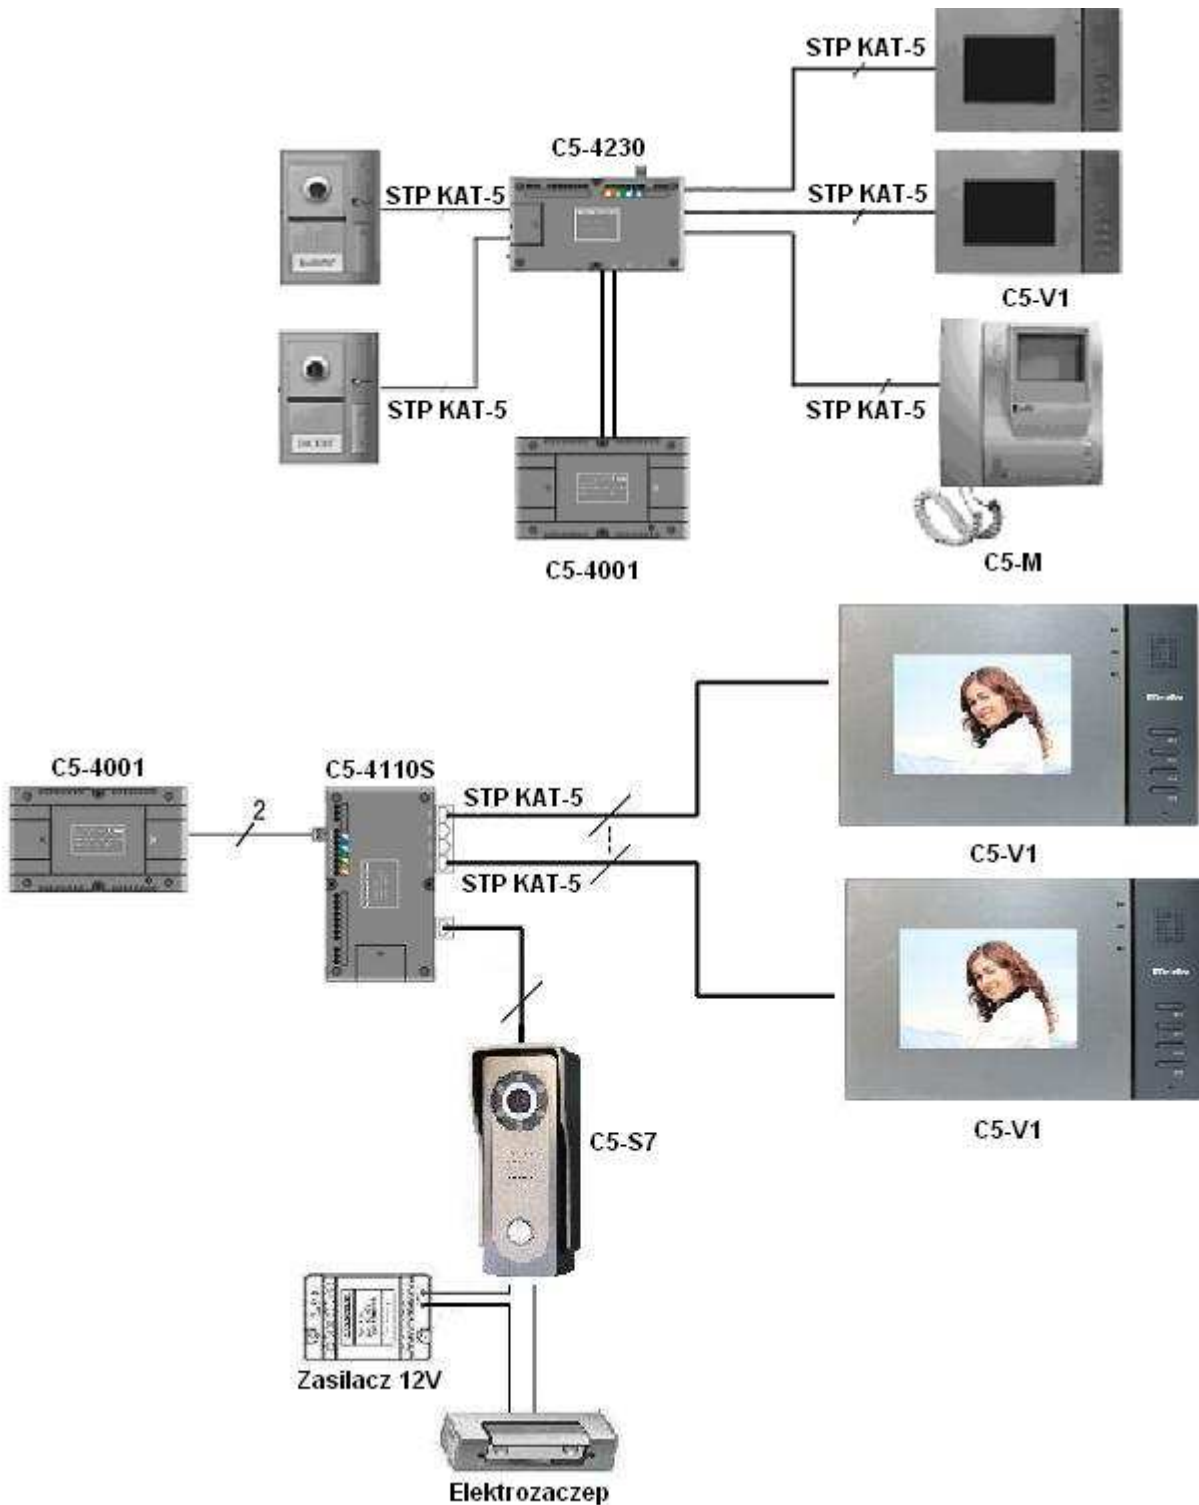 STP KAT-5
C5-4230
STP KAT-5
STP KAT-5
C5-V1
STP KAT-5
STP KAT-5
C5-4001
C5-M
C5-4001
C5-4110S
2
STP KAT-5
STP KAT-5
C5-V1
C5-S7
C5-V1
Zasilacz 12V
Elektrozaczep